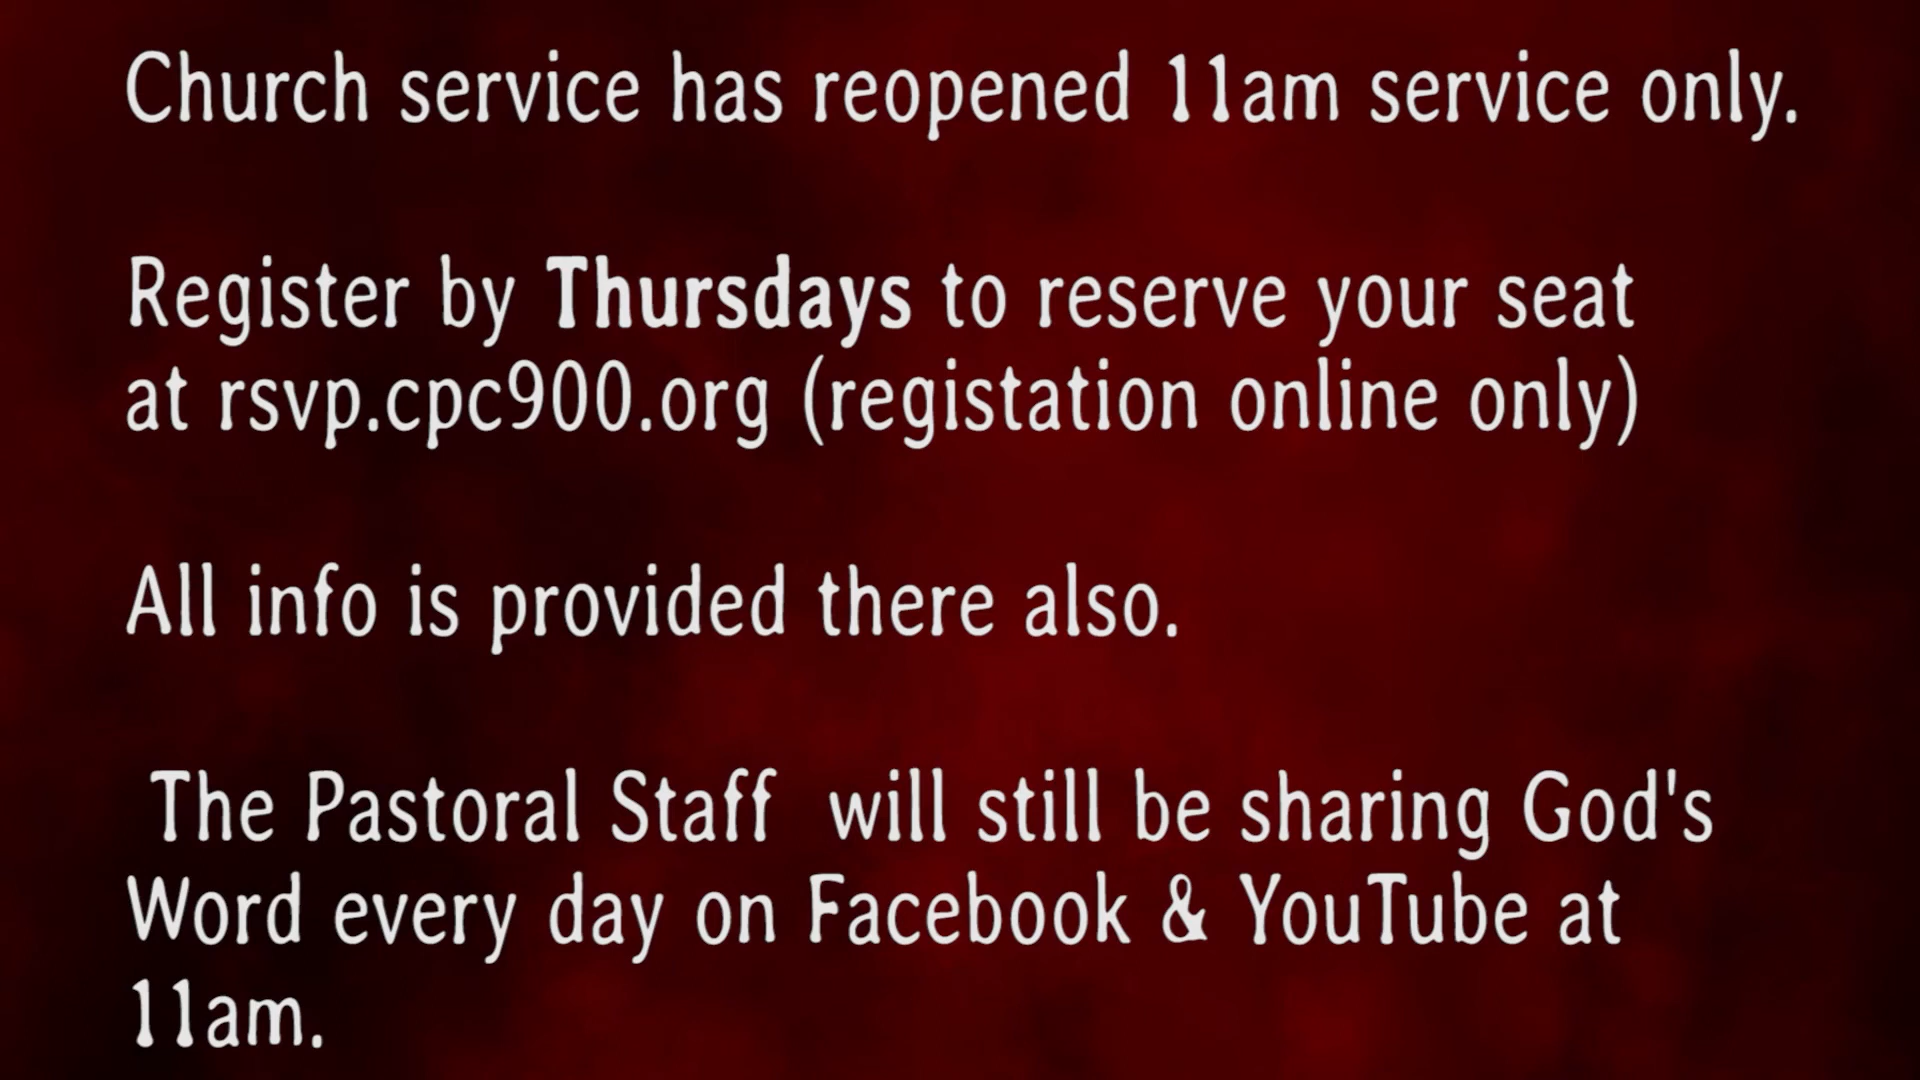 Church service has reopened 11am service only.
Register by Thursdays to reserve your seat
at rsvp.cpc900.org (registation online only)
All info is provided there also.
The Pastoral Staff  will still be sharing God's
Word every day on Facebook & YouTube at
11am.